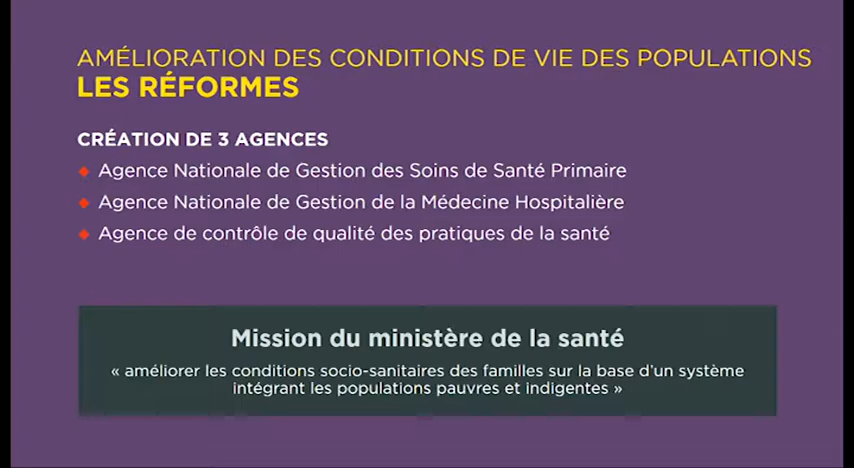 AMÉLIORATION DES CONDITIONS DE VIE DES POPULATIONS
LES RÉFORMES
CRÉATION DE 3 AGENCES
Agence Nationale de Gestion des Soins de Santé Primaire
Agence Nationale de Gestion de la Médecine Hospitalière
Agence de contrôle de qualité des pratiques de la santé
Mission du ministère de la santé
« améliorer les conditions socio-sanitaires des familles sur la base d'un système
intégrant les populations pauvres et indigentes »